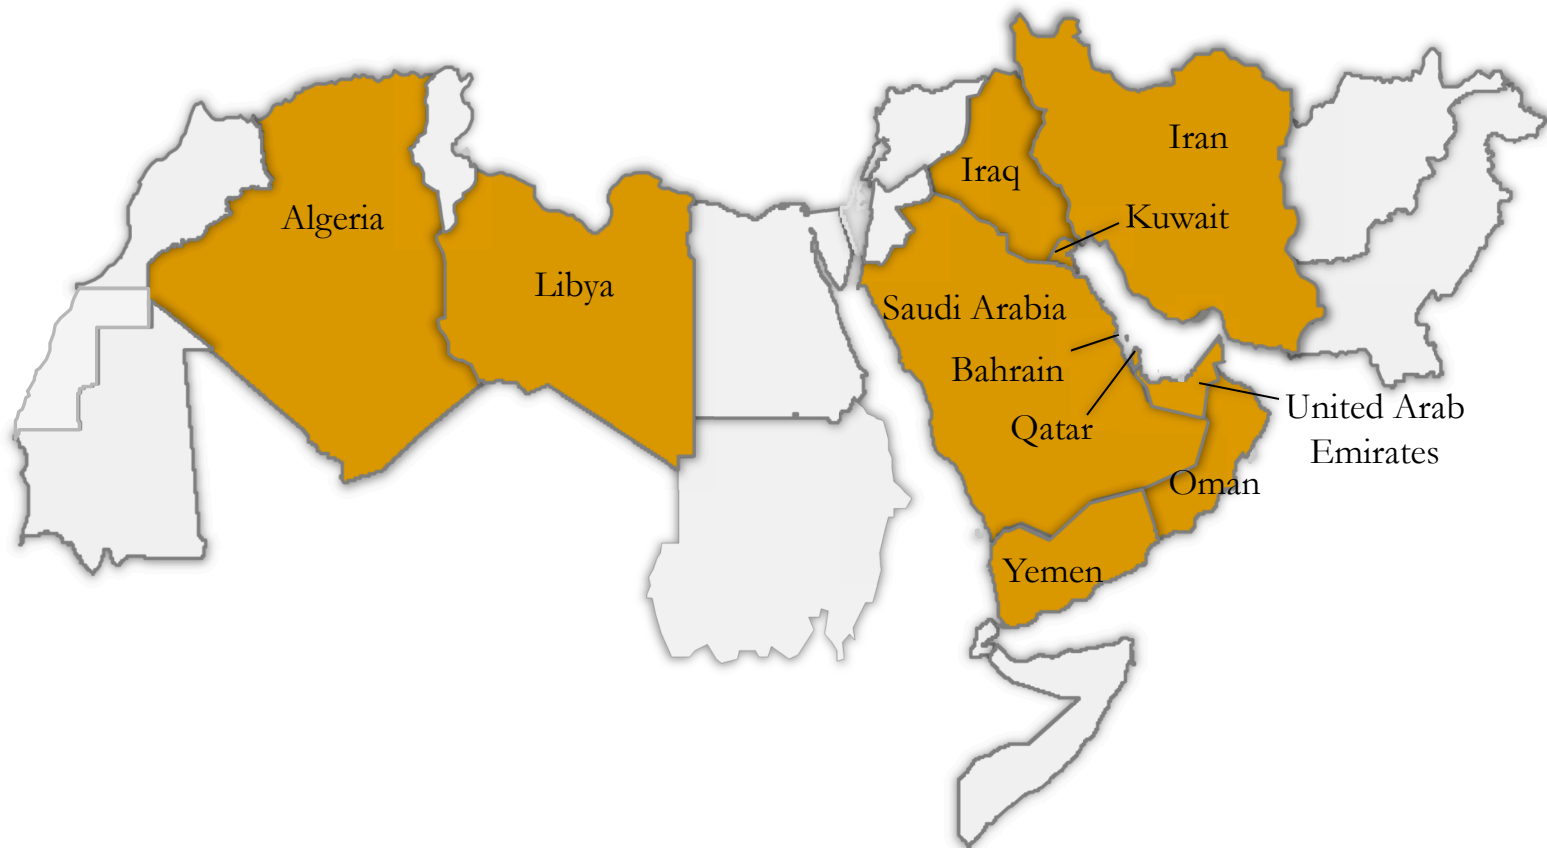 Iran
Iraq
Algeria
Kuwait
Libya
Saudi Arabia
Bahrain
United Arab
Emirates
Qatar
Oman
Yemen